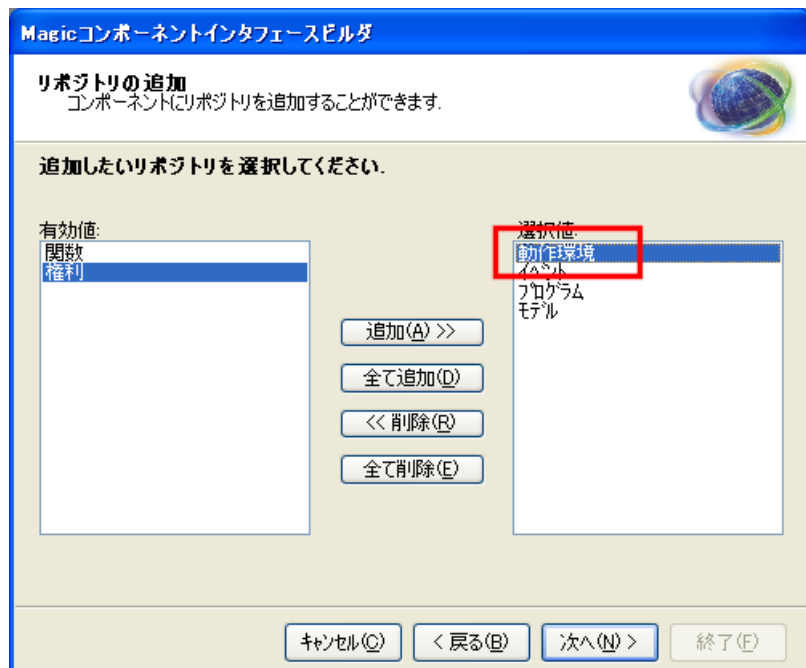 Magicコンポーネントインタフェースビルダ
リポジトリの追加
コンポーネントにリポジトリを追加することができます.
追加したいリポジトリを選択してください.
有効値:
関数
権利
選択値:
動作環境
イベント
プログラム
モデル
追加(A) >>
全て追加(D)
<< 削除(R)
全て削除(E)
キャンセル(C)
< 戻る(B)
次へ(N) >
終了(F)